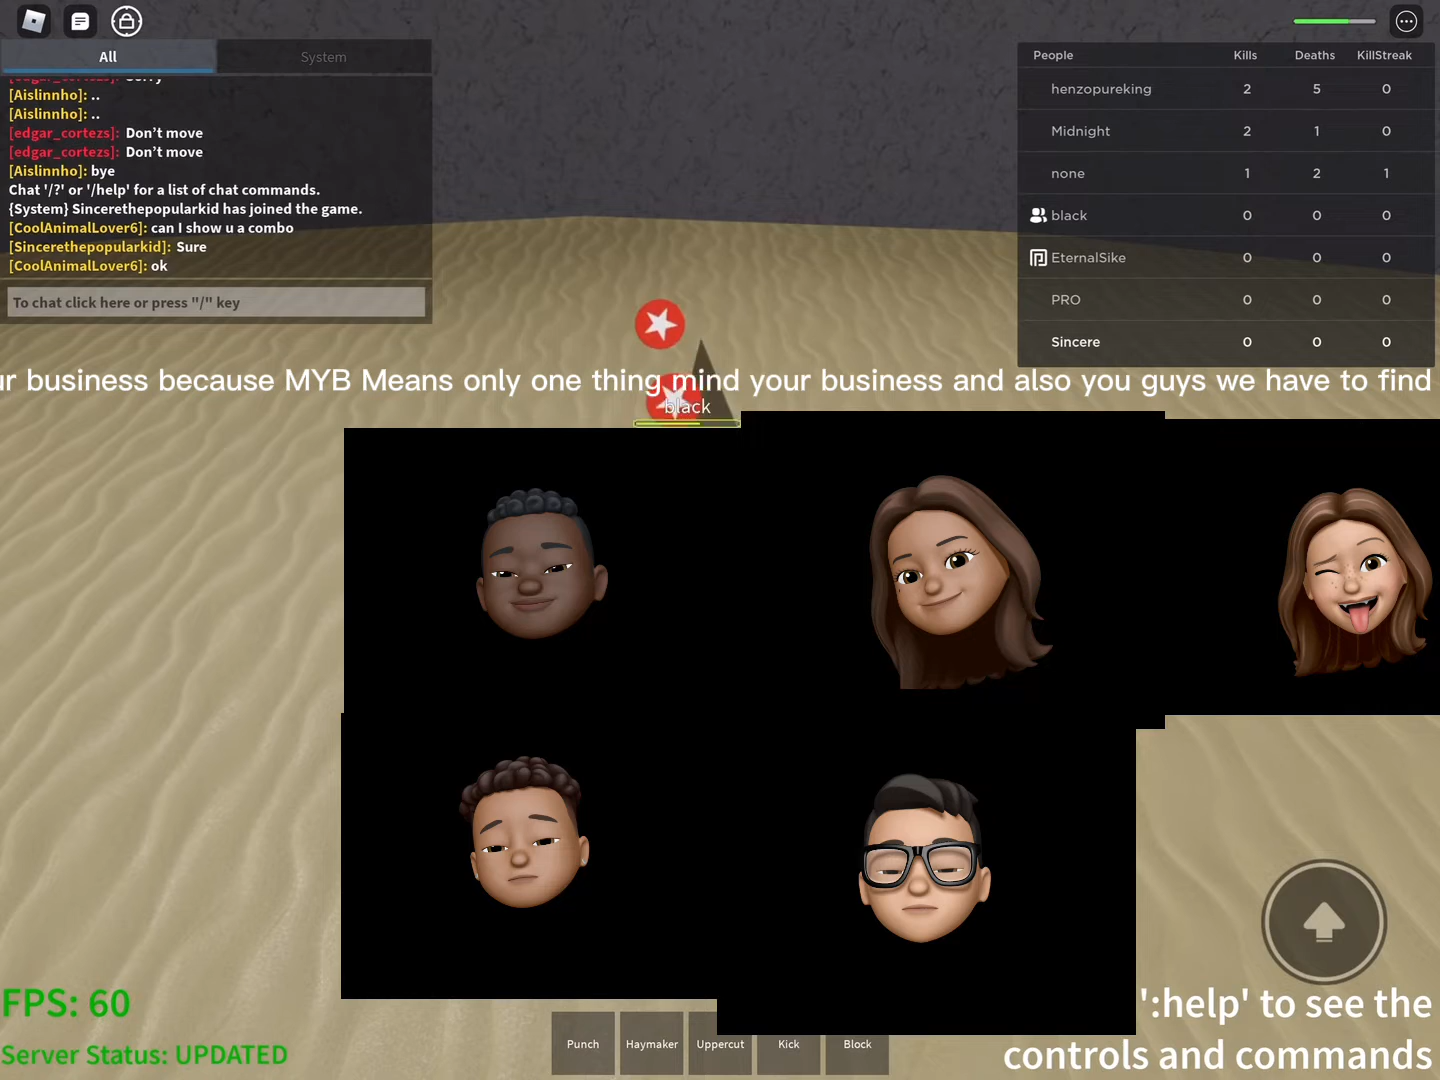 All
System
[edgar_cortezs]: Sorry
[Aislinnho]: ..
[Aislinnho]: ..
[edgar_cortezs]: Don't move
[edgar_cortezs]: Don't move
[Aislinnho]: bye
Chat '/?' or '/help' for a list of chat commands.
{System} Sincerethepopularkid has joined the game.
[CoolAnimalLover6]: can I show u a combo
[Sincerethepopularkid]: Sure
[CoolAnimalLover6]: ok
To chat click here or press "/" key
People Kills Deaths KillStreak
henzopureking 2 5 0
Midnight 2 1 0
none 1 2 1
black 0 0 0
EternalSike 0 0 0
PRO 0 0 0
Sincere 0 0 0
ur business because MYB Means only one thing mind your business and also you guys we have to find
black
FPS: 60
Server Status: UPDATED
Punch Haymaker Uppercut Kick Block
':help' to see the
controls and commands